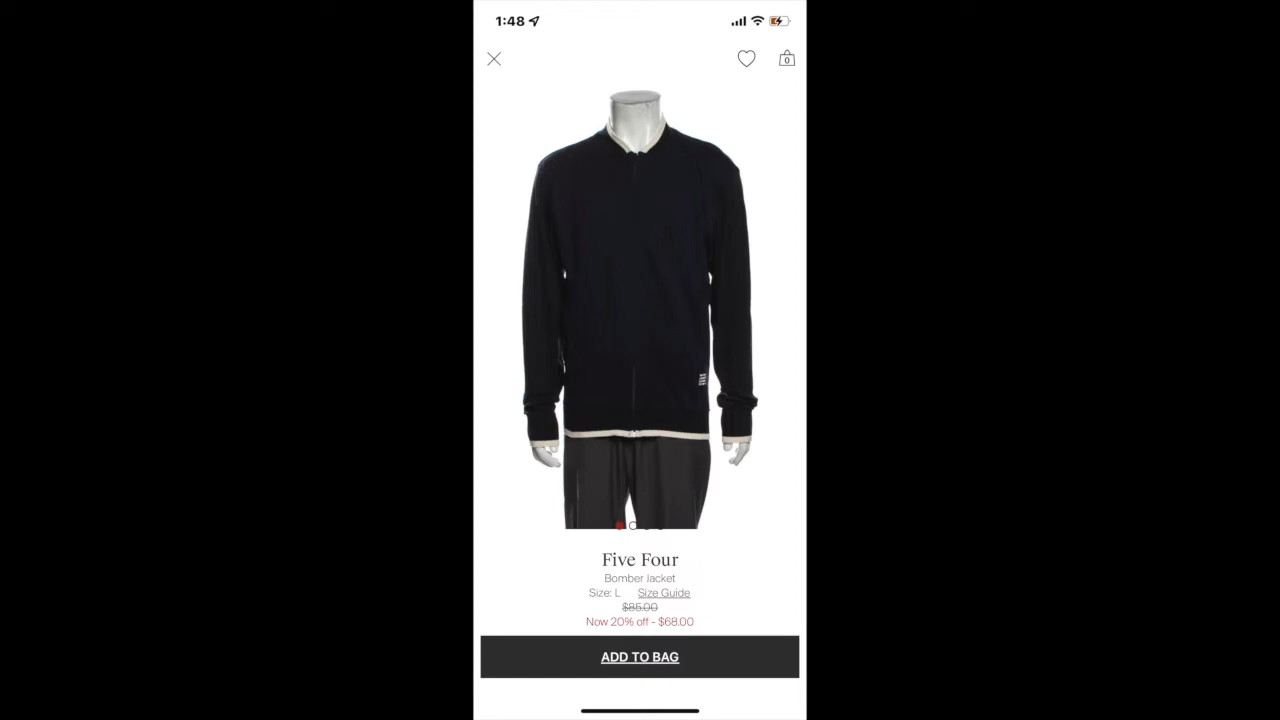 1:48
0
Five Four
Bomber Jacket
Size: L Size Guide
$85.00
Now 20% off - $68.00
ADD TO BAG